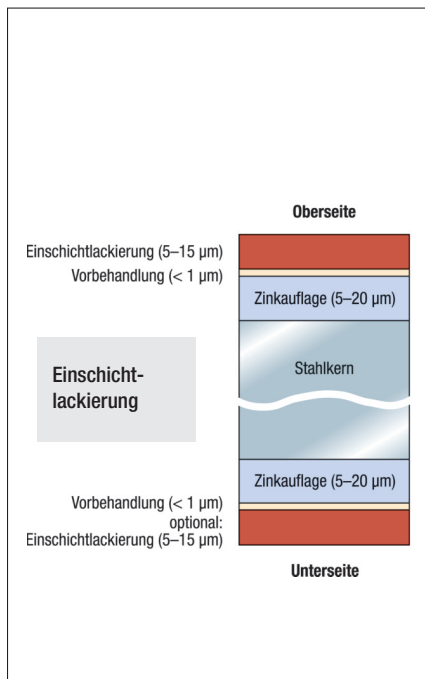 Oberseite
Einschichtlackierung (5–15 µm)
Vorbehandlung (< 1 µm)
Zinkauflage (5–20 µm)
Stahlkern
Einschicht-
lackierung
Zinkauflage (5–20 µm)
Vorbehandlung (< 1 µm)
optional:
Einschichtlackierung (5–15 µm)
Unterseite